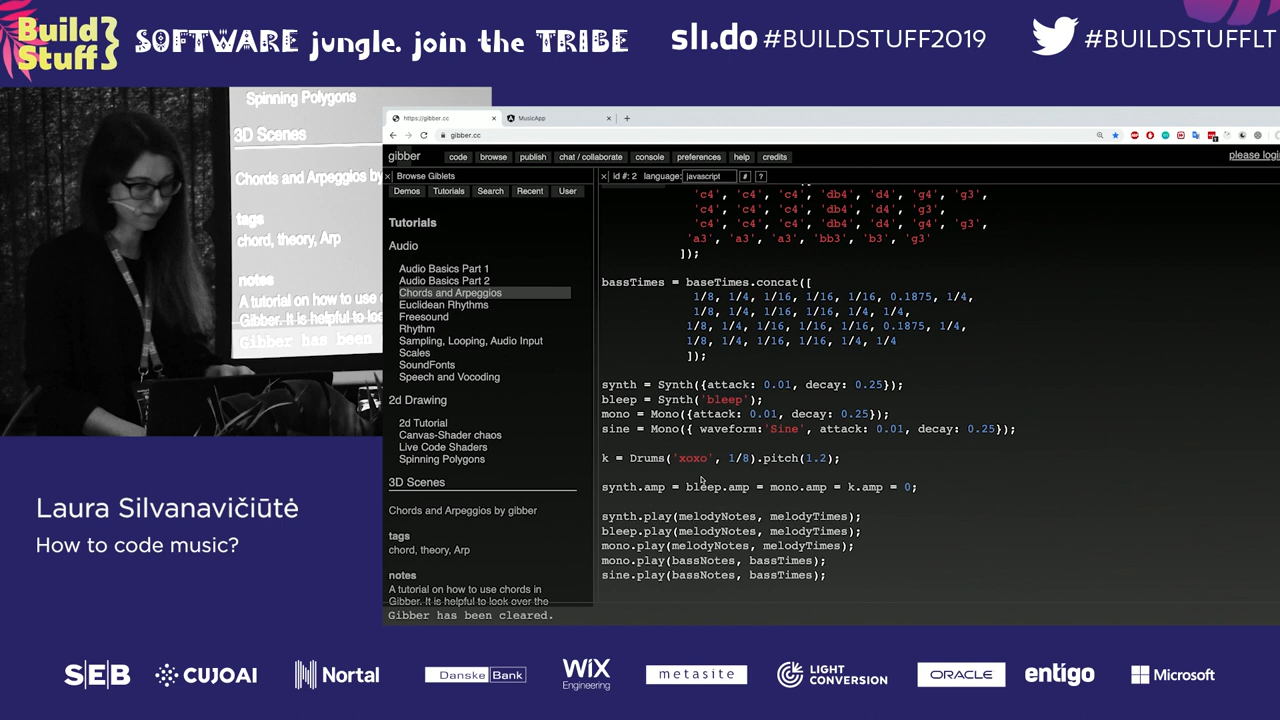 Build Stuff
SOFTWARE jungle. join the TRIBE
sli.do #BUILDSTUFF2019
#BUILDSTUFFLT
Spinning Polygons
3D Scenes
Chords and Arpeggios by
tags
chord, theory, Arp
notes
A tutorial on how to use
Gibber. It is helpful to
Gibber has been
https://gibber.cc
MusicApp
gibber.cc
gibber code browse publish chat / collaborate console preferences help credits please
Browse Giblets
id #: 2 language: javascript # ?
Demos Tutorials Search Recent User
Tutorials
Audio
Audio Basics Part 1
Audio Basics Part 2
Chords and Arpeggios
Euclidean Rhythms
Freesound
Rhythm
Sampling, Looping, Audio Input
Scales
SoundFonts
Speech and Vocoding
2d Drawing
2d Tutorial
Canvas-Shader chaos
Live Code Shaders
Spinning Polygons
3D Scenes
Chords and Arpeggios by gibber
tags
chord, theory, Arp
notes
A tutorial on how to use chords in
Gibber. It is helpful to look over the
Gibber has been cleared.
'c4', 'c4', 'c4', 'db4', 'd4', 'g4', 'g3',
'c4', 'c4', 'c4', 'db4', 'd4', 'g3',
'c4', 'c4', 'c4', 'db4', 'd4', 'g4', 'g3',
'a3', 'a3', 'a3', 'bb3', 'b3', 'g3'
]);
bassTimes = baseTimes.concat([
1/8, 1/4, 1/16, 1/16, 1/16, 0.1875, 1/4,
1/8, 1/4, 1/16, 1/16, 1/4, 1/4,
1/8, 1/4, 1/16, 1/16, 1/16, 0.1875, 1/4,
1/8, 1/4, 1/16, 1/16, 1/4, 1/4
]);
synth = Synth({attack: 0.01, decay: 0.25});
bleep = Synth('bleep');
mono = Mono({attack: 0.01, decay: 0.25});
sine = Mono({ waveform:'Sine', attack: 0.01, decay: 0.25});
k = Drums('xoxo', 1/8).pitch(1.2);
synth.amp = bleep.amp = mono.amp = k.amp = 0;
synth.play(melodyNotes, melodyTimes);
bleep.play(melodyNotes, melodyTimes);
mono.play(melodyNotes, melodyTimes);
mono.play(bassNotes, bassTimes);
sine.play(bassNotes, bassTimes);
Laura Silvanavičiūtė
How to code music?
SEB CUJOAI Nortal Danske Bank WiX Engineering metasite LIGHT CONVERSION ORACLE entigo Microsoft